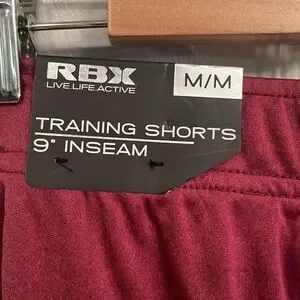 RBX
LIVE.LIFE.ACTIVE
M/M
TRAINING SHORTS
9" INSEAM